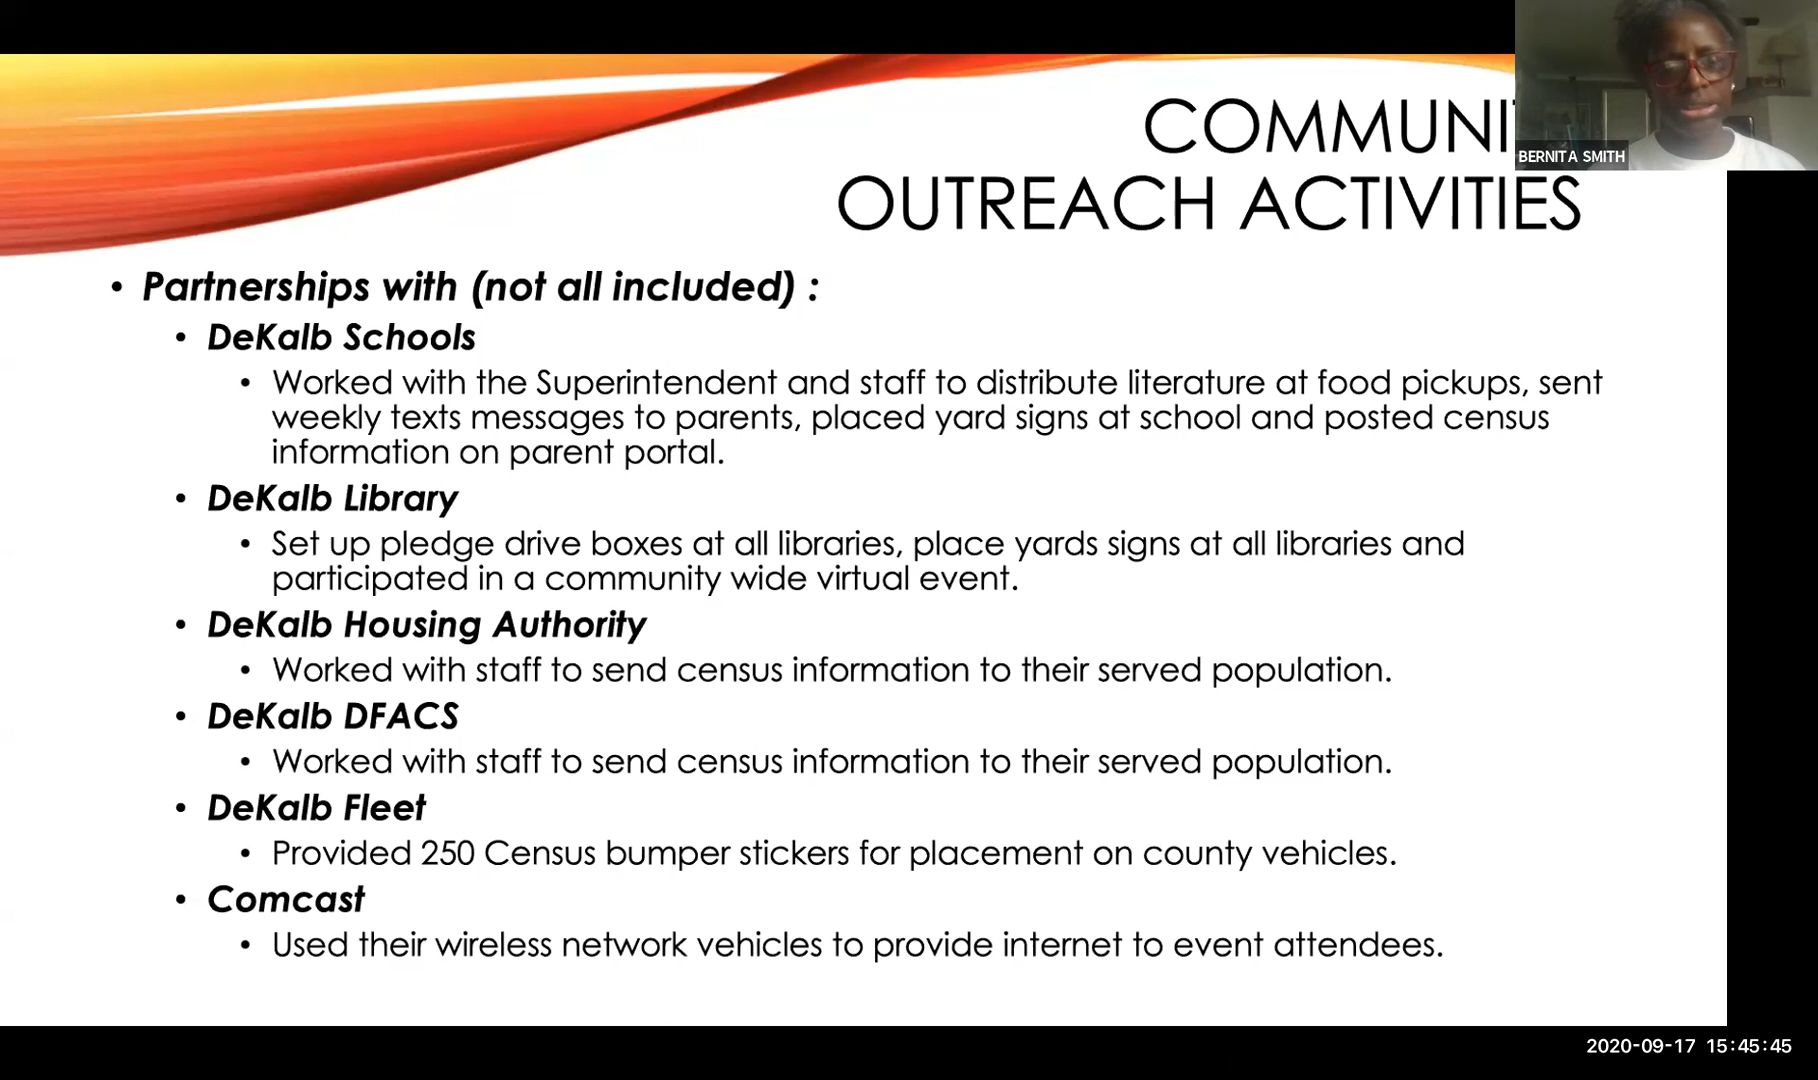 COMMUNI
OUTREACH ACTIVITIES
BERNITA SMITH
• Partnerships with (not all included) :
• DeKalb Schools
• Worked with the Superintendent and staff to distribute literature at food pickups, sent
weekly texts messages to parents, placed yard signs at school and posted census
information on parent portal.
• DeKalb Library
• Set up pledge drive boxes at all libraries, place yards signs at all libraries and
participated in a community wide virtual event.
• DeKalb Housing Authority
• Worked with staff to send census information to their served population.
• DeKalb DFACS
• Worked with staff to send census information to their served population.
• DeKalb Fleet
• Provided 250 Census bumper stickers for placement on county vehicles.
• Comcast
• Used their wireless network vehicles to provide internet to event attendees.
2020-09-17 15:45:45